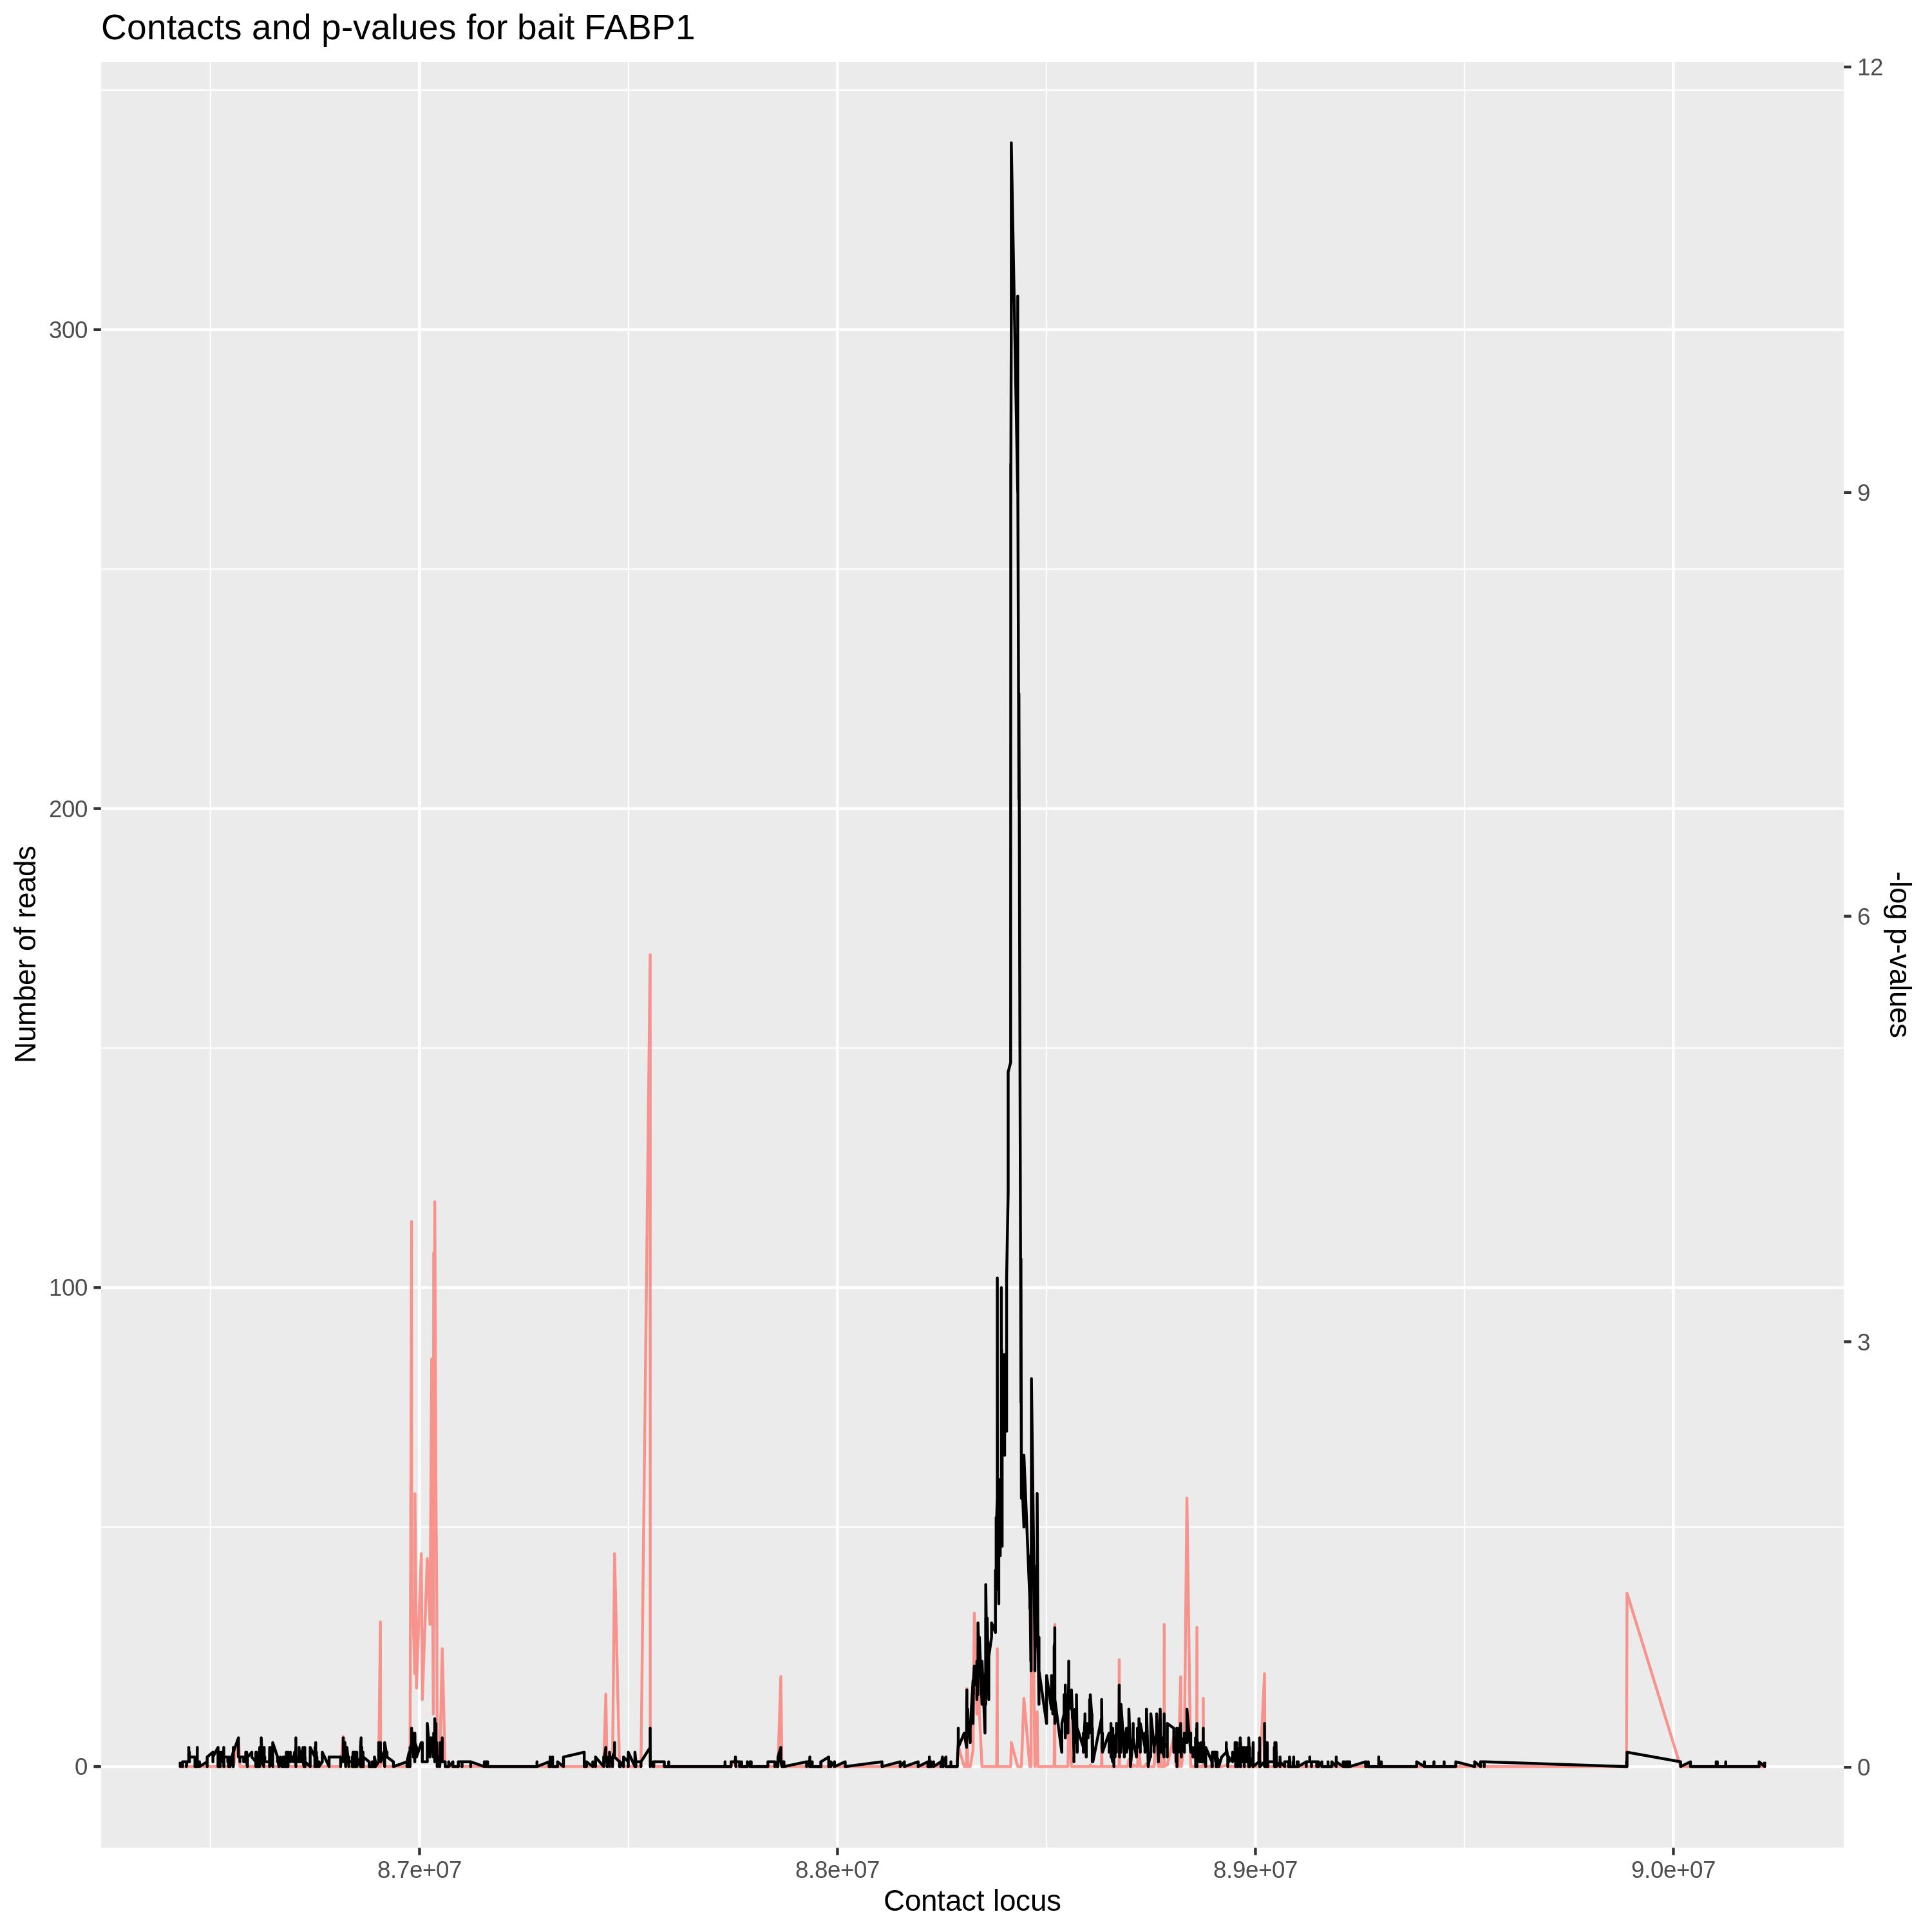 Contacts and p-values for bait FABP1
12
300
9
200
6
Number of reads
-log p-values
100
3
0
0
8.7e+07
8.8e+07
8.9e+07
9.0e+07
Contact locus